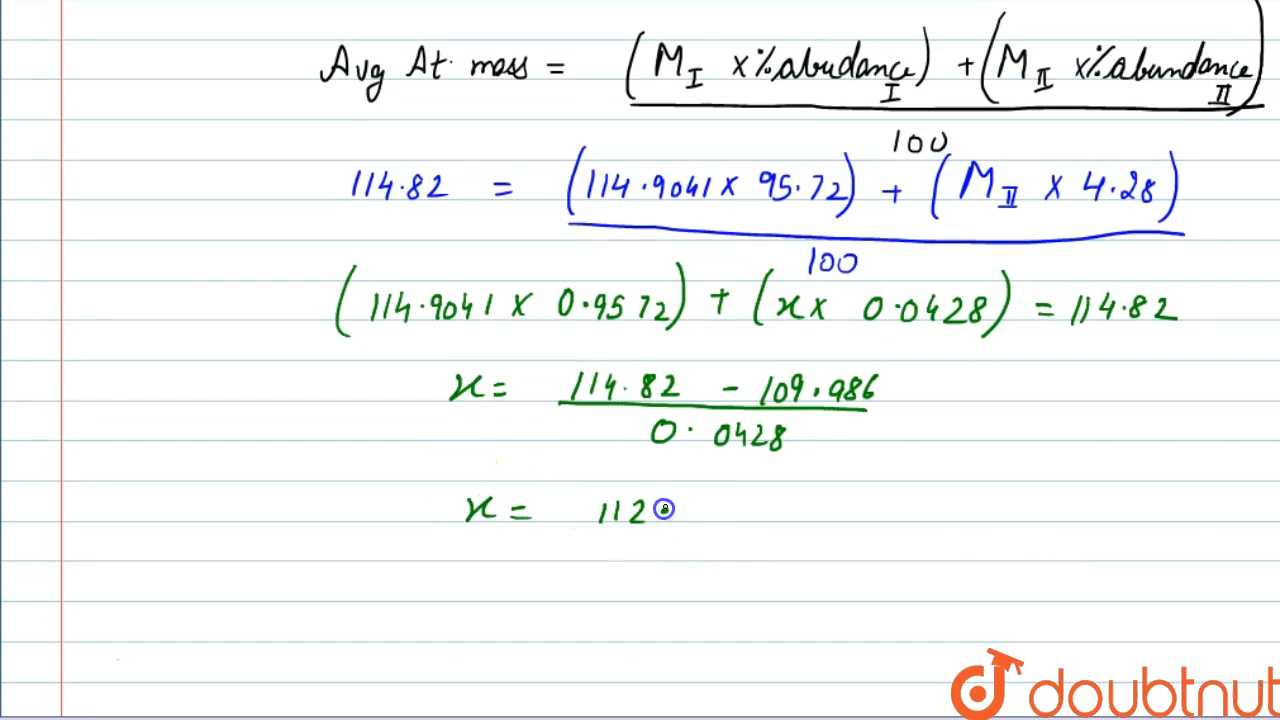 Avg At. mass = (M_I x % abudance_I) + (M_II x % abundance_II)
100
114.82 = (114.9041 x 95.72) + (M_II x 4.28)
100
(114.9041 x 0.9572) + (x x 0.0428) = 114.82
x = 114.82 - 109.986
0.0428
x = 112.
doubtnut